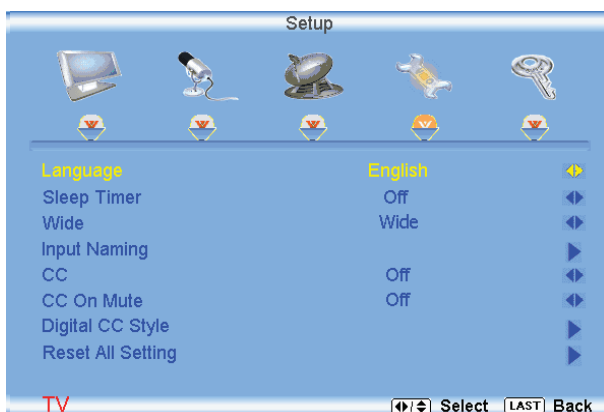 Setup
Language English
Sleep Timer Off
Wide Wide
Input Naming
CC Off
CC On Mute Off
Digital CC Style
Reset All Setting
TV Select LAST Back